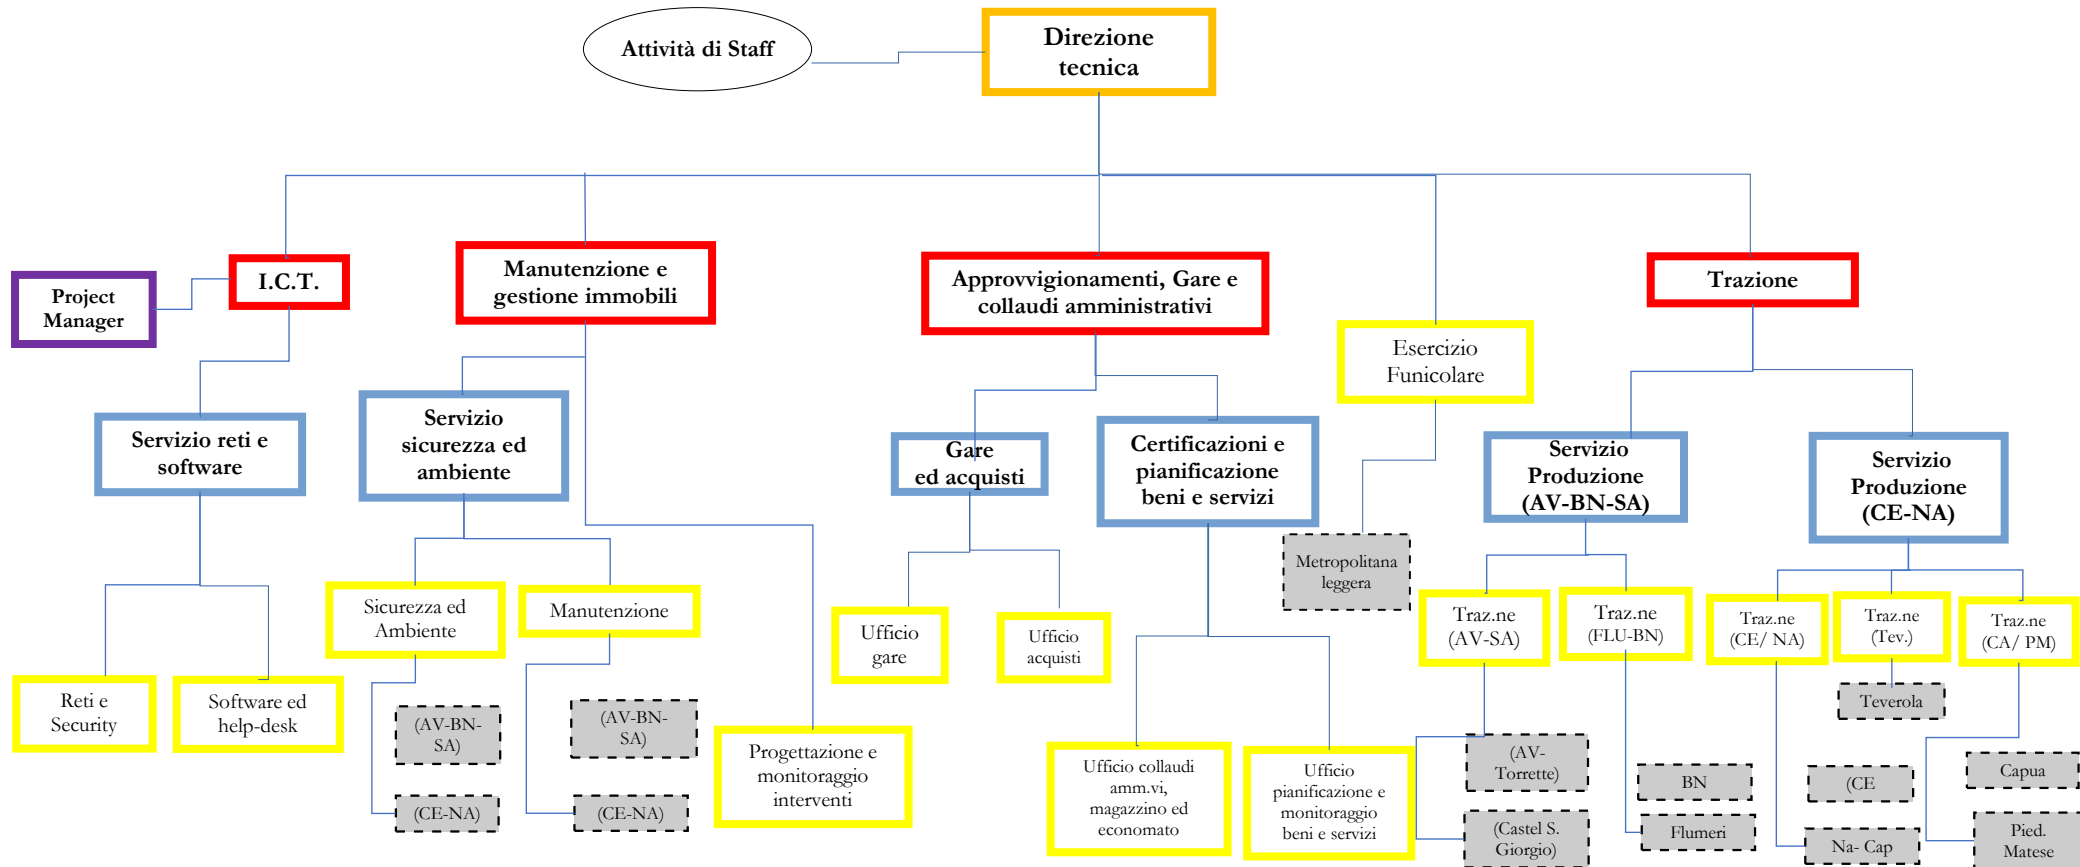 Attività di Staff
Direzione
tecnica
Project
Manager
I.C.T.
Manutenzione e
gestione immobili
Approvvigionamenti, Gare e
collaudi amministrativi
Esercizio
Funicolare
Trazione
Servizio reti e
software
Servizio
sicurezza ed
ambiente
Gare
ed acquisti
Certificazioni e
pianificazione
beni e servizi
Servizio
Produzione
(AV-BN-SA)
Servizio
Produzione
(CE-NA)
Metropolitana
leggera
Sicurezza ed
Ambiente
Manutenzione
Ufficio
gare
Ufficio
acquisti
Traz.ne
(AV-SA)
Traz.ne
(FLU-BN)
Traz.ne
(CE/ NA)
Traz.ne
(Tev.)
Traz.ne
(CA/ PM)
Reti e
Security
Software ed
help-desk
(AV-BN-
SA)
(CE-NA)
(AV-BN-
SA)
(CE-NA)
Progettazione e
monitoraggio
interventi
Ufficio collaudi
amm.vi,
magazzino ed
economato
Ufficio
pianificazione e
monitoraggio
beni e servizi
(AV-
Torrette)
(Castel S.
Giorgio)
BN
Flumeri
(CE
Na- Cap
Teverola
Capua
Pied.
Matese